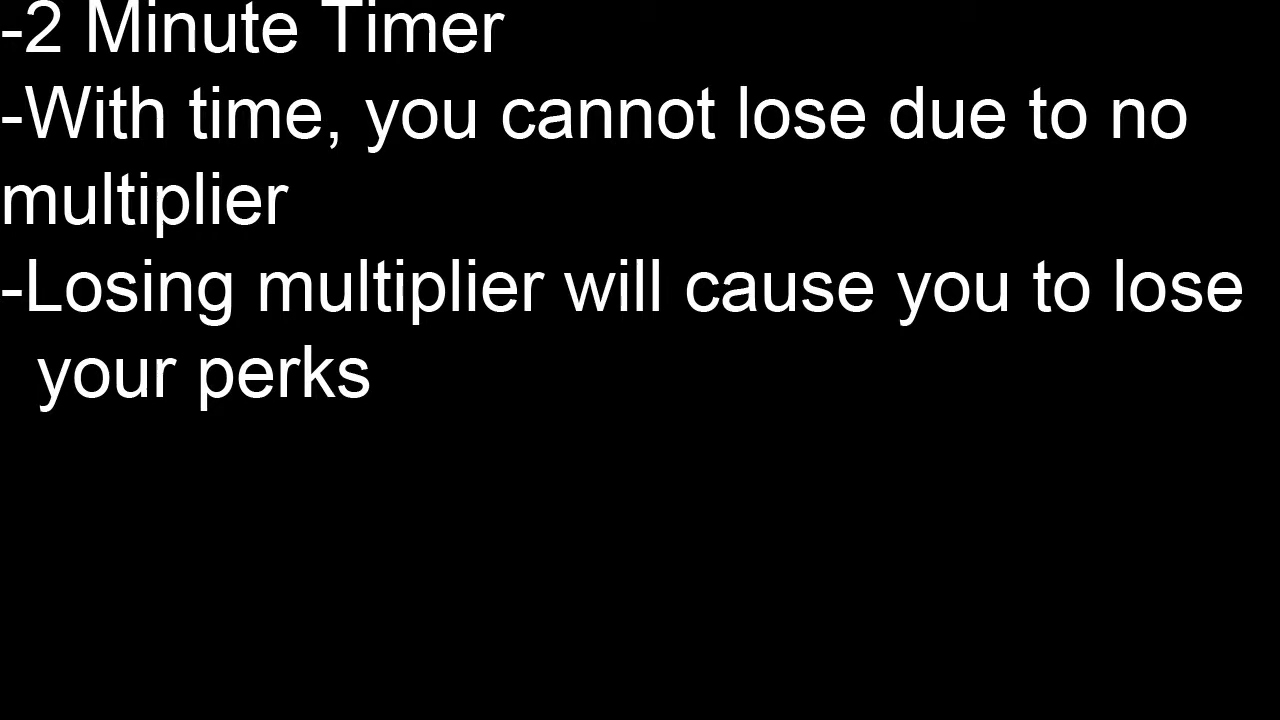 -2 Minute Timer
-With time, you cannot lose due to no
multiplier
-Losing multiplier will cause you to lose
your perks